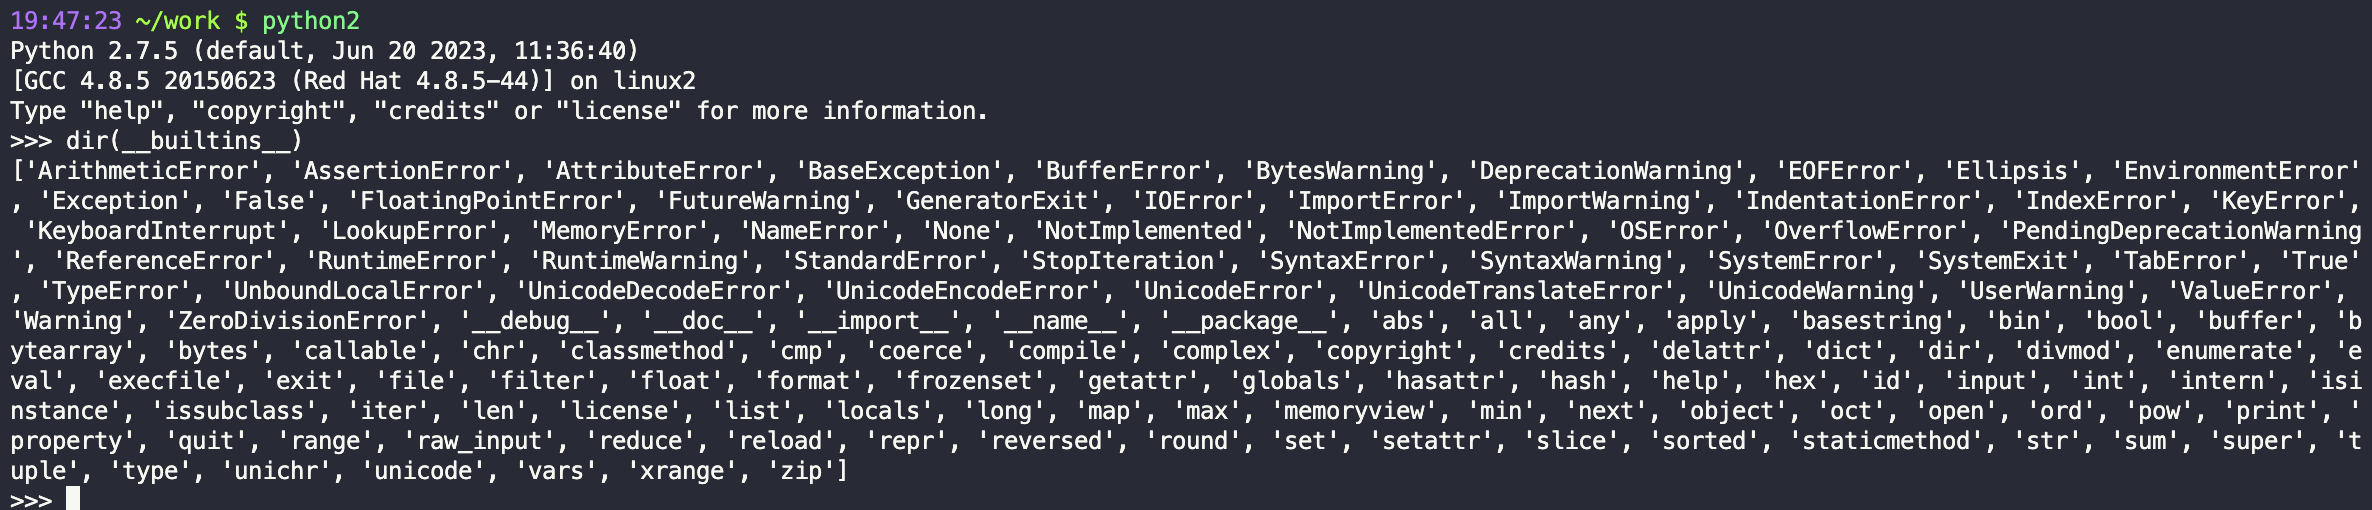 19:47:23 ~/work $ python2
Python 2.7.5 (default, Jun 20 2023, 11:36:40)
[GCC 4.8.5 20150623 (Red Hat 4.8.5-44)] on linux2
Type "help", "copyright", "credits" or "license" for more information.
>>> dir(__builtins__)
['ArithmeticError', 'AssertionError', 'AttributeError', 'BaseException', 'BufferError', 'BytesWarning', 'DeprecationWarning', 'EOFError', 'Ellipsis', 'EnvironmentError'
, 'Exception', 'False', 'FloatingPointError', 'FutureWarning', 'GeneratorExit', 'IOError', 'ImportError', 'ImportWarning', 'IndentationError', 'IndexError', 'KeyError',
 'KeyboardInterrupt', 'LookupError', 'MemoryError', 'NameError', 'None', 'NotImplemented', 'NotImplementedError', 'OSError', 'OverflowError', 'PendingDeprecationWarning
', 'ReferenceError', 'RuntimeError', 'RuntimeWarning', 'StandardError', 'StopIteration', 'SyntaxError', 'SyntaxWarning', 'SystemError', 'SystemExit', 'TabError', 'True'
, 'TypeError', 'UnboundLocalError', 'UnicodeDecodeError', 'UnicodeEncodeError', 'UnicodeError', 'UnicodeTranslateError', 'UnicodeWarning', 'UserWarning', 'ValueError',
'Warning', 'ZeroDivisionError', '__debug__', '__doc__', '__import__', '__name__', '__package__', 'abs', 'all', 'any', 'apply', 'basestring', 'bin', 'bool', 'buffer', 'b
ytearray', 'bytes', 'callable', 'chr', 'classmethod', 'cmp', 'coerce', 'compile', 'complex', 'copyright', 'credits', 'delattr', 'dict', 'dir', 'divmod', 'enumerate', 'e
val', 'execfile', 'exit', 'file', 'filter', 'float', 'format', 'frozenset', 'getattr', 'globals', 'hasattr', 'hash', 'help', 'hex', 'id', 'input', 'int', 'intern', 'isi
nstance', 'issubclass', 'iter', 'len', 'license', 'list', 'locals', 'long', 'map', 'max', 'memoryview', 'min', 'next', 'object', 'oct', 'open', 'ord', 'pow', 'print', '
property', 'quit', 'range', 'raw_input', 'reduce', 'reload', 'repr', 'reversed', 'round', 'set', 'setattr', 'slice', 'sorted', 'staticmethod', 'str', 'sum', 'super', 't
uple', 'type', 'unichr', 'unicode', 'vars', 'xrange', 'zip']
>>>